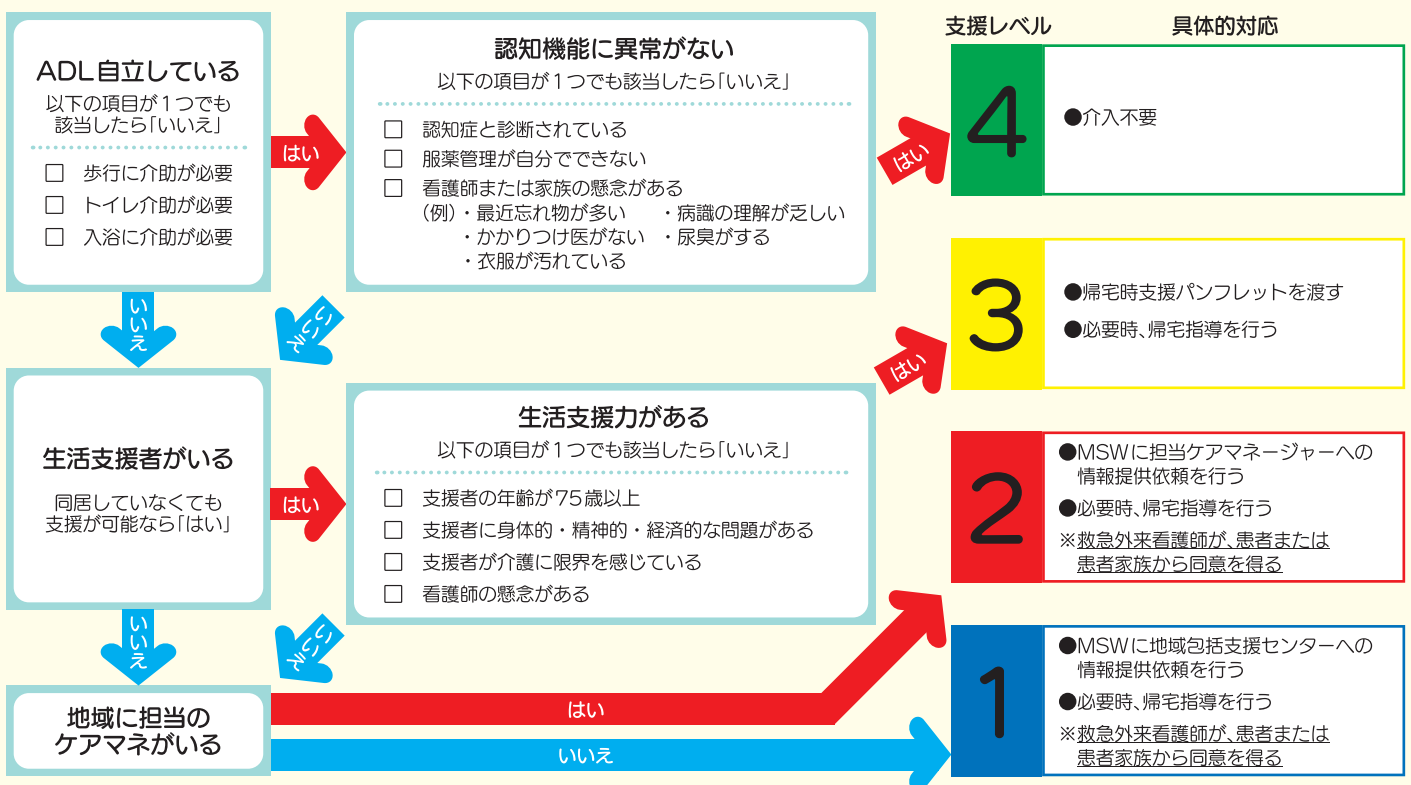 ADL自立している
以下の項目が1つでも
該当したら「いいえ」
□ 歩行に介助が必要
□ トイレ介助が必要
□ 入浴に介助が必要
はい
いいえ
認知機能に異常がない
以下の項目が1つでも該当したら「いいえ」
□ 認知症と診断されている
□ 服薬管理が自分でできない
□ 看護師または家族の懸念がある
(例)・最近忘れ物が多い ・病識の理解が乏しい
・かかりつけ医がない ・尿臭がする
・衣服が汚れている
はい
いいえ
生活支援者がいる
同居していなくても
支援が可能なら「はい」
はい
いいえ
生活支援力がある
以下の項目が1つでも該当したら「いいえ」
□ 支援者の年齢が75歳以上
□ 支援者に身体的・精神的・経済的な問題がある
□ 支援者が介護に限界を感じている
□ 看護師の懸念がある
はい
いいえ
地域に担当の
ケアマネがいる
はい
いいえ
支援レベル 具体的対応
4
●介入不要
3
●帰宅時支援パンフレットを渡す
●必要時、帰宅指導を行う
2
●MSWに担当ケアマネージャーへの
情報提供依頼を行う
●必要時、帰宅指導を行う
※救急外来看護師が、患者または
患者家族から同意を得る
1
●MSWに地域包括支援センターへの
情報提供依頼を行う
●必要時、帰宅指導を行う
※救急外来看護師が、患者または
患者家族から同意を得る